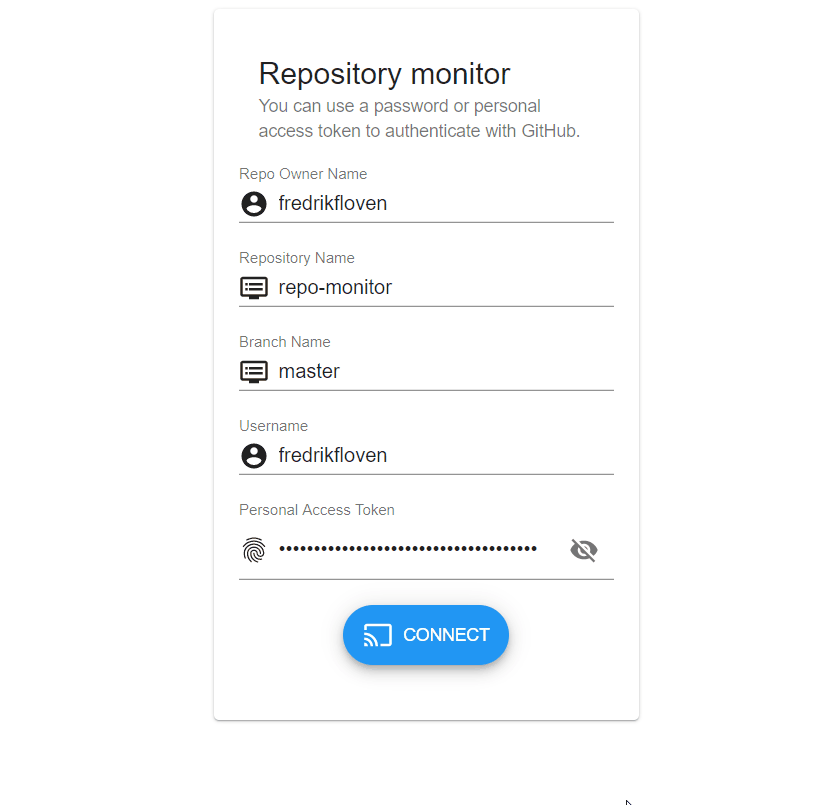 Repository monitor
You can use a password or personal
access token to authenticate with GitHub.
Repo Owner Name
fredrikfloven
Repository Name
repo-monitor
Branch Name
master
Username
fredrikfloven
Personal Access Token
•••••••••••••••••••••••••••••••••••••
CONNECT